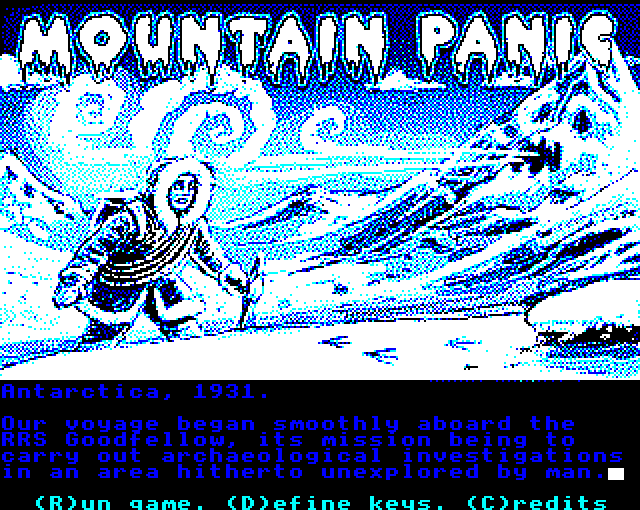 MOUNTAIN PANIC
Antarctica, 1931.
Our voyage began smoothly aboard the
RRS Goodfellow, its mission being to
carry out archaeological investigations
in an area hitherto unexplored by man.
(R)un game, (D)efine keys, (C)redits